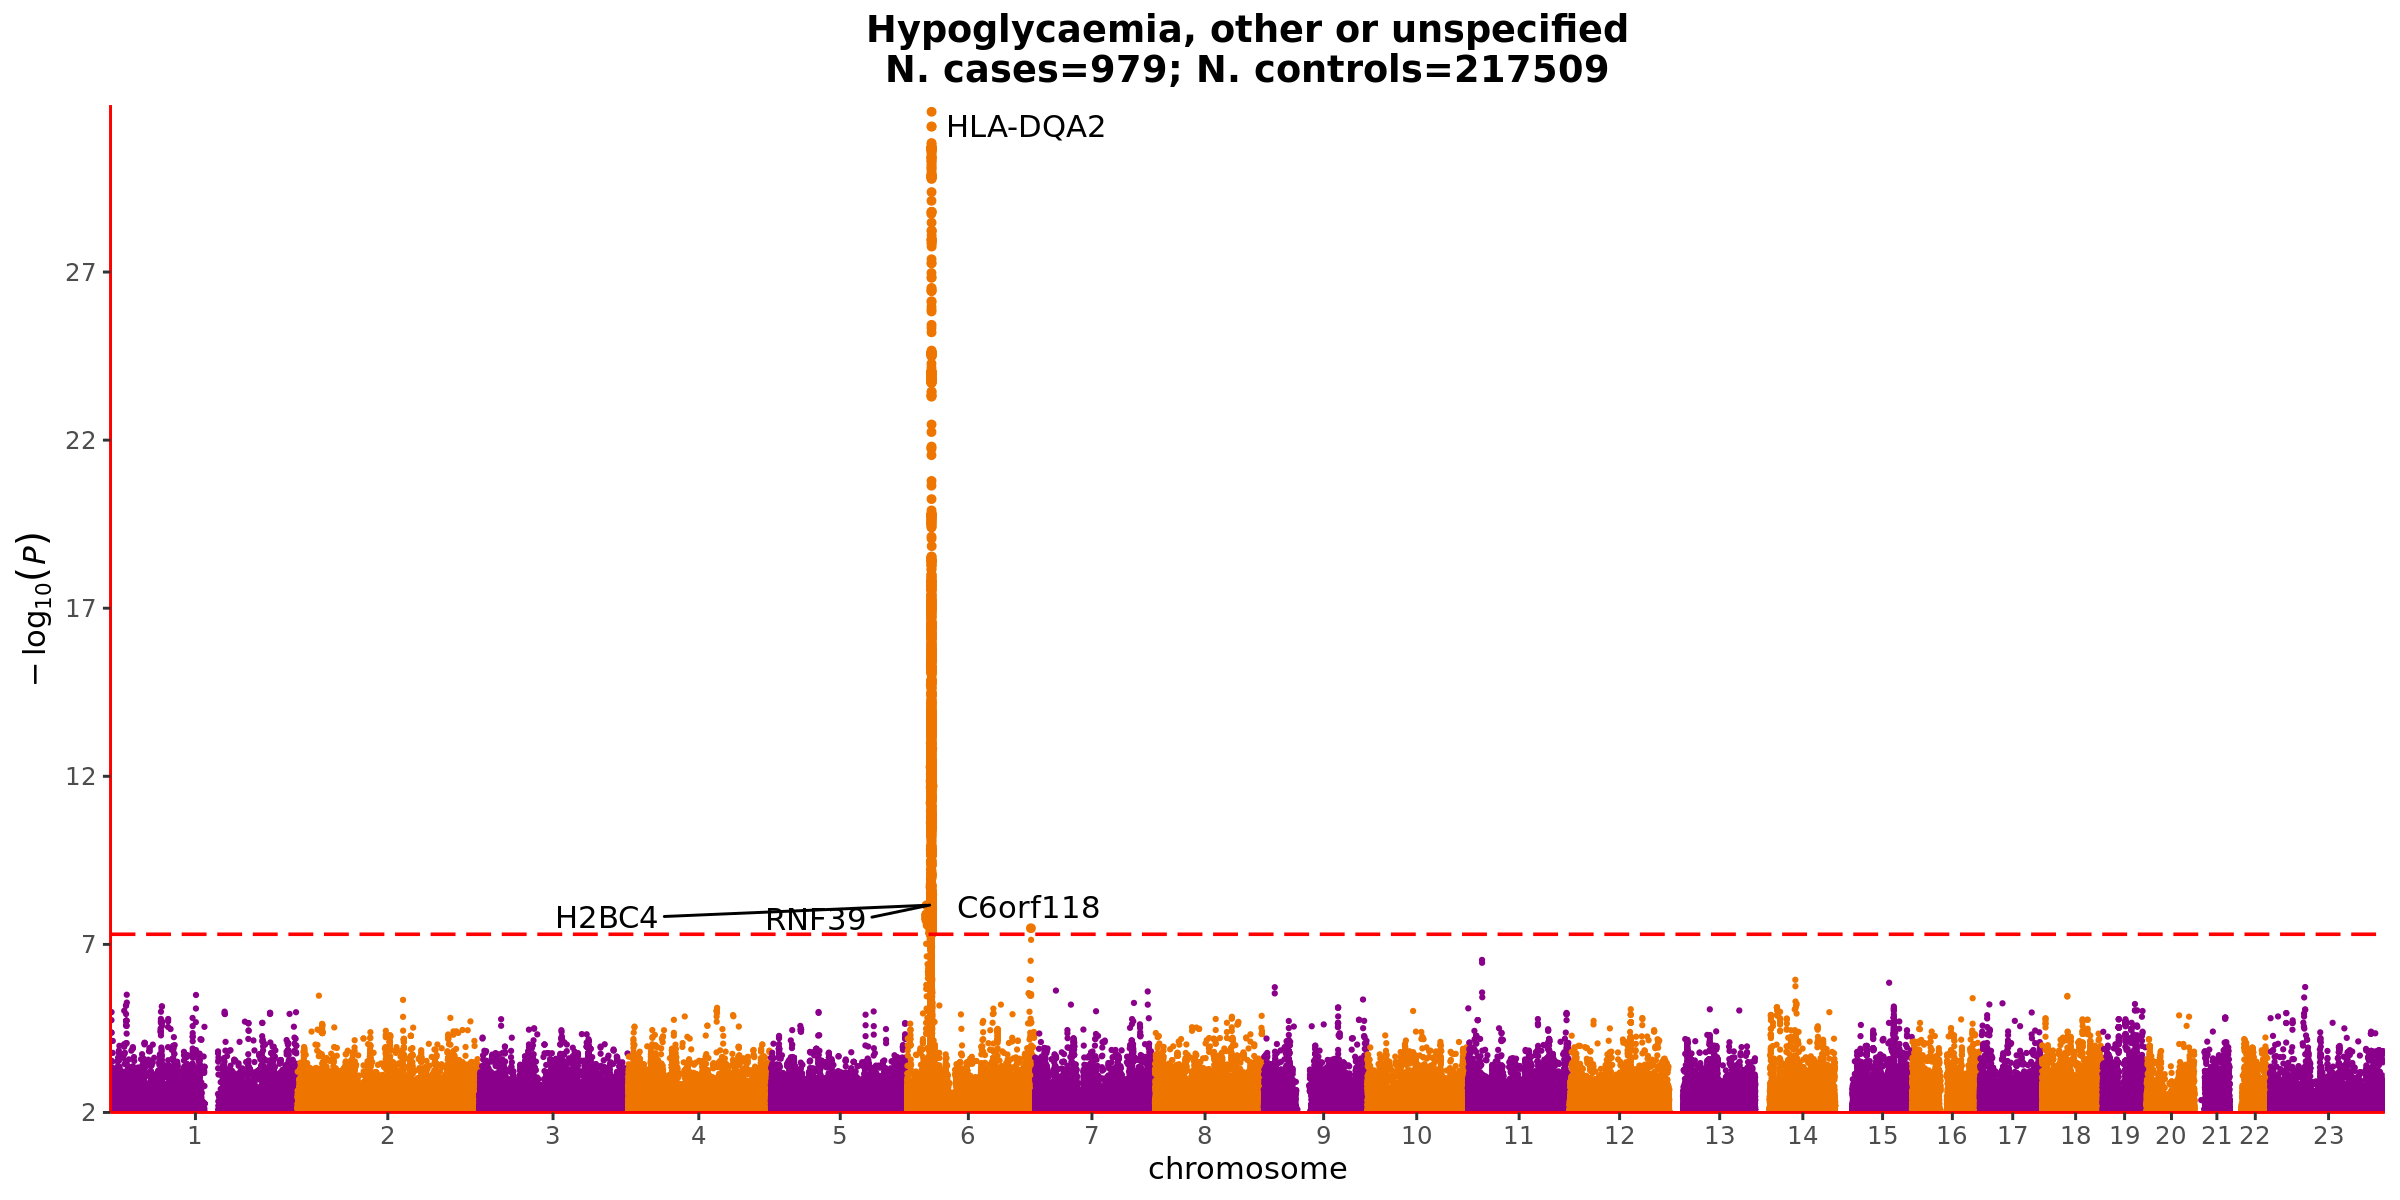 Hypoglycaemia, other or unspecified
N. cases=979; N. controls=217509
HLA-DQA2
27
22
17
12
7
2
− log10(P)
H2BC4
RNF39
C6orf118
1 2 3 4 5 6 7 8 9 10 11 12 13 14 15 16 17 18 19 20 21 22 23
chromosome